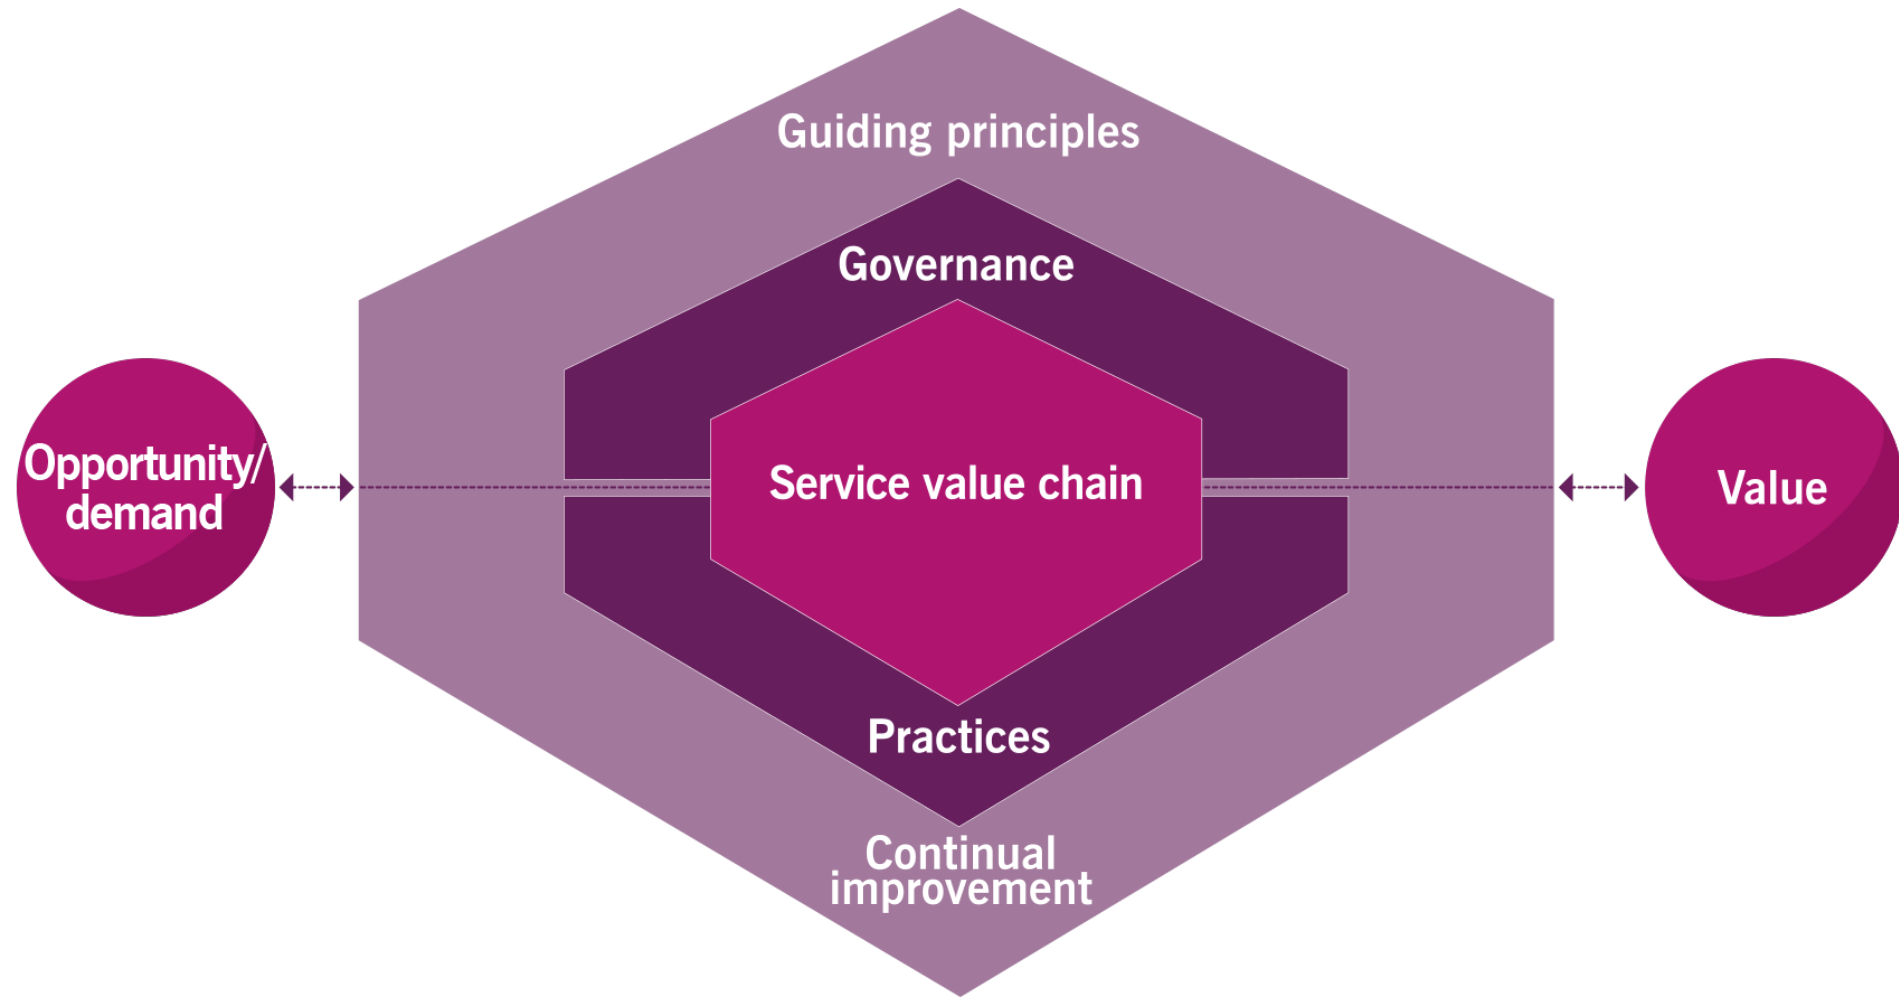 Guiding principles
Governance
Opportunity/
demand
Service value chain
Value
Practices
Continual
improvement